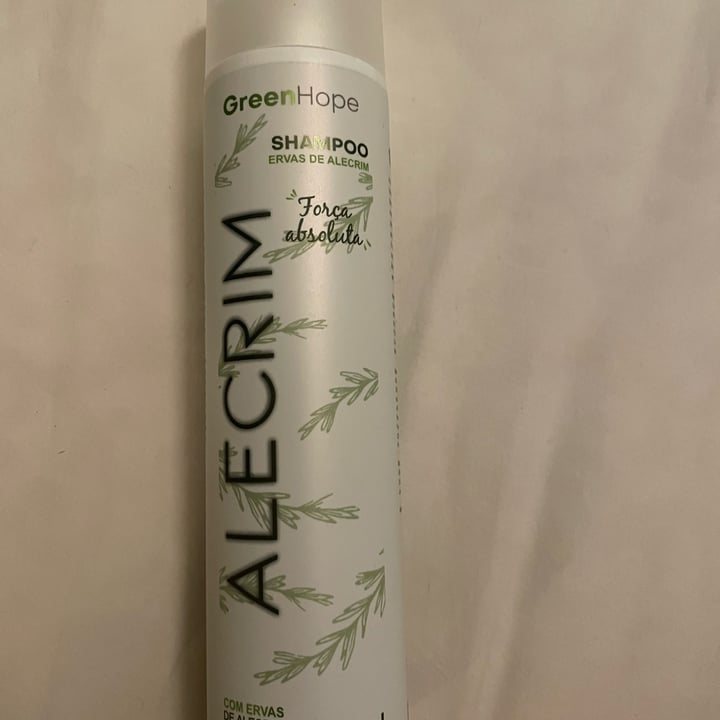 GreenHope
SHAMPOO
ERVAS DE ALECRIM
"Força
absoluta"
ALECRIM
COM ERVAS